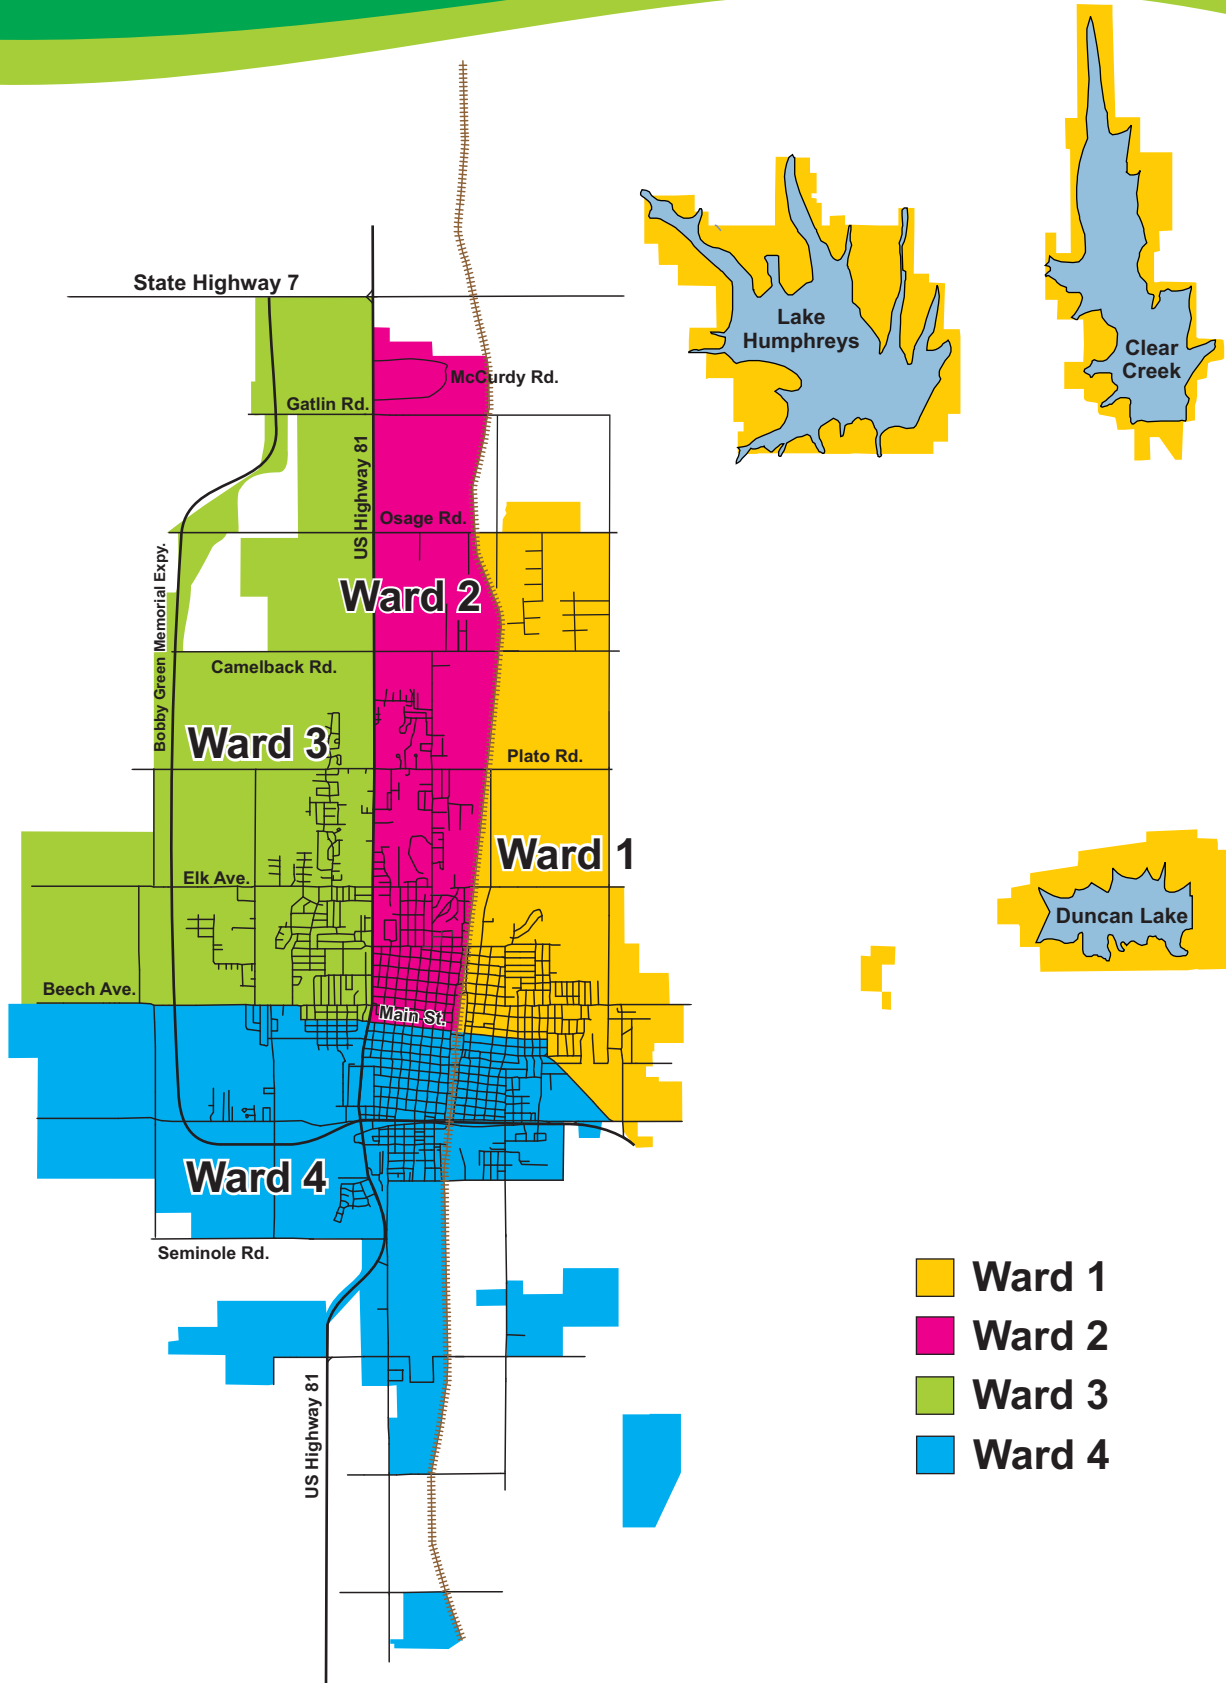 State Highway 7
Lake
Humphreys
Clear
Creek
McCurdy Rd.
Gatlin Rd.
US Highway 81
Osage Rd.
Bobby Green Memorial Expy.
Ward 2
Camelback Rd.
Ward 3
Plato Rd.
Ward 1
Elk Ave.
Duncan Lake
Beech Ave.
Main St.
Ward 4
Seminole Rd.
US Highway 81
Ward 1
Ward 2
Ward 3
Ward 4